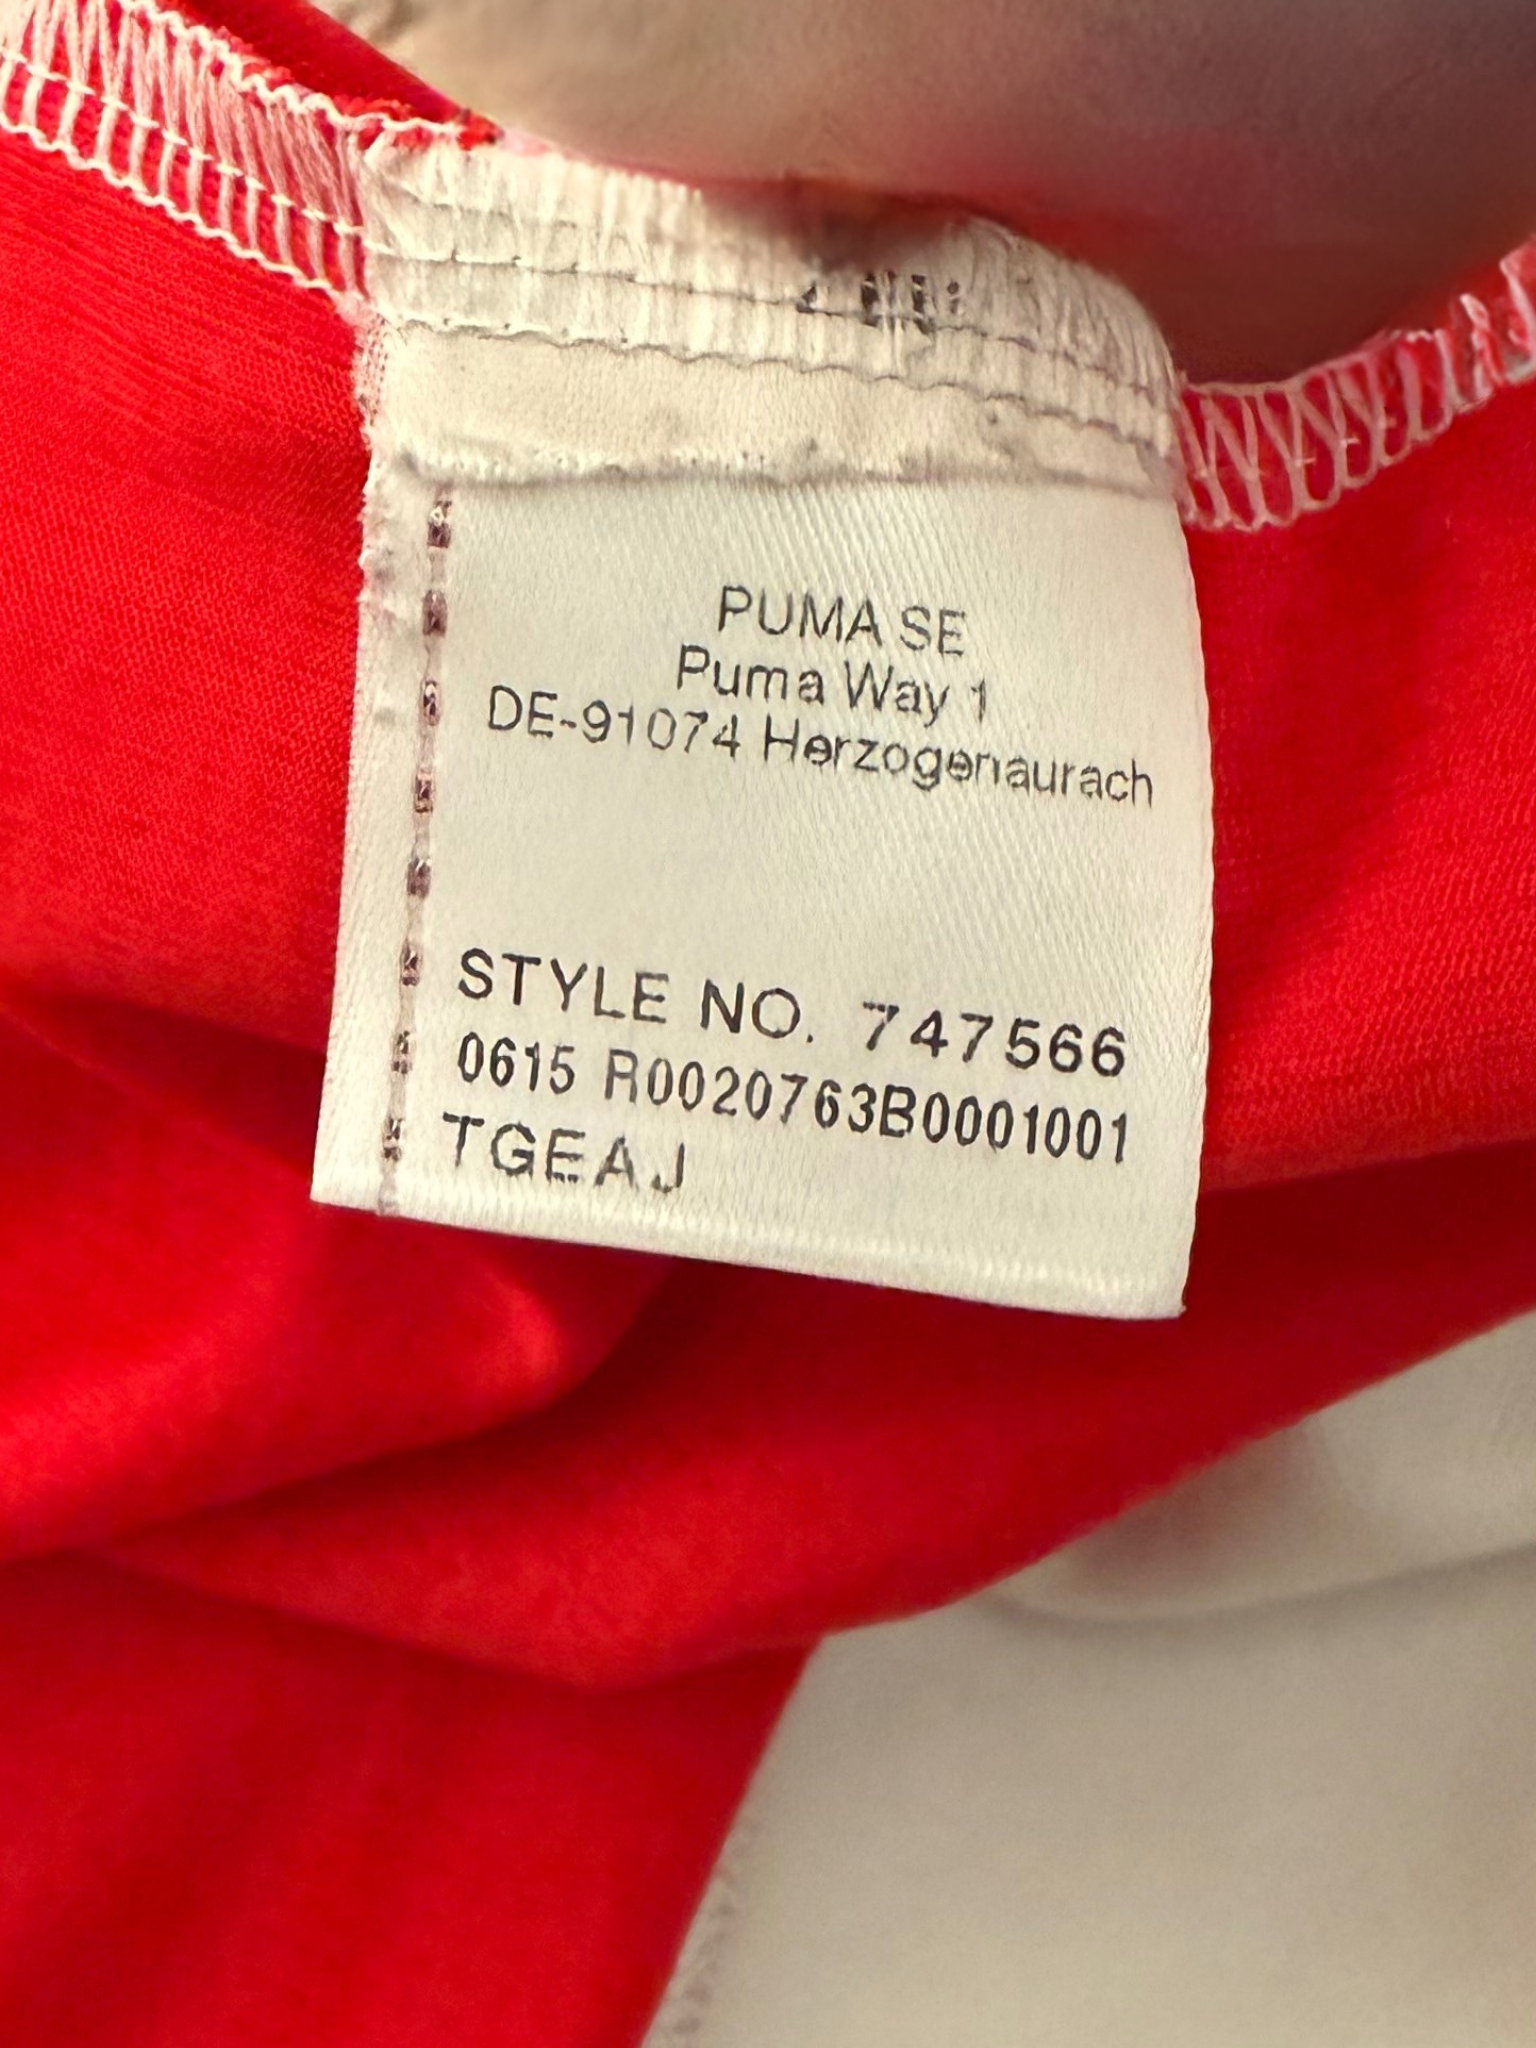 PUMA SE
Puma Way 1
DE-91074 Herzogenaurach
STYLE NO. 747566
0615 R0020763B0001001
TGEAJ